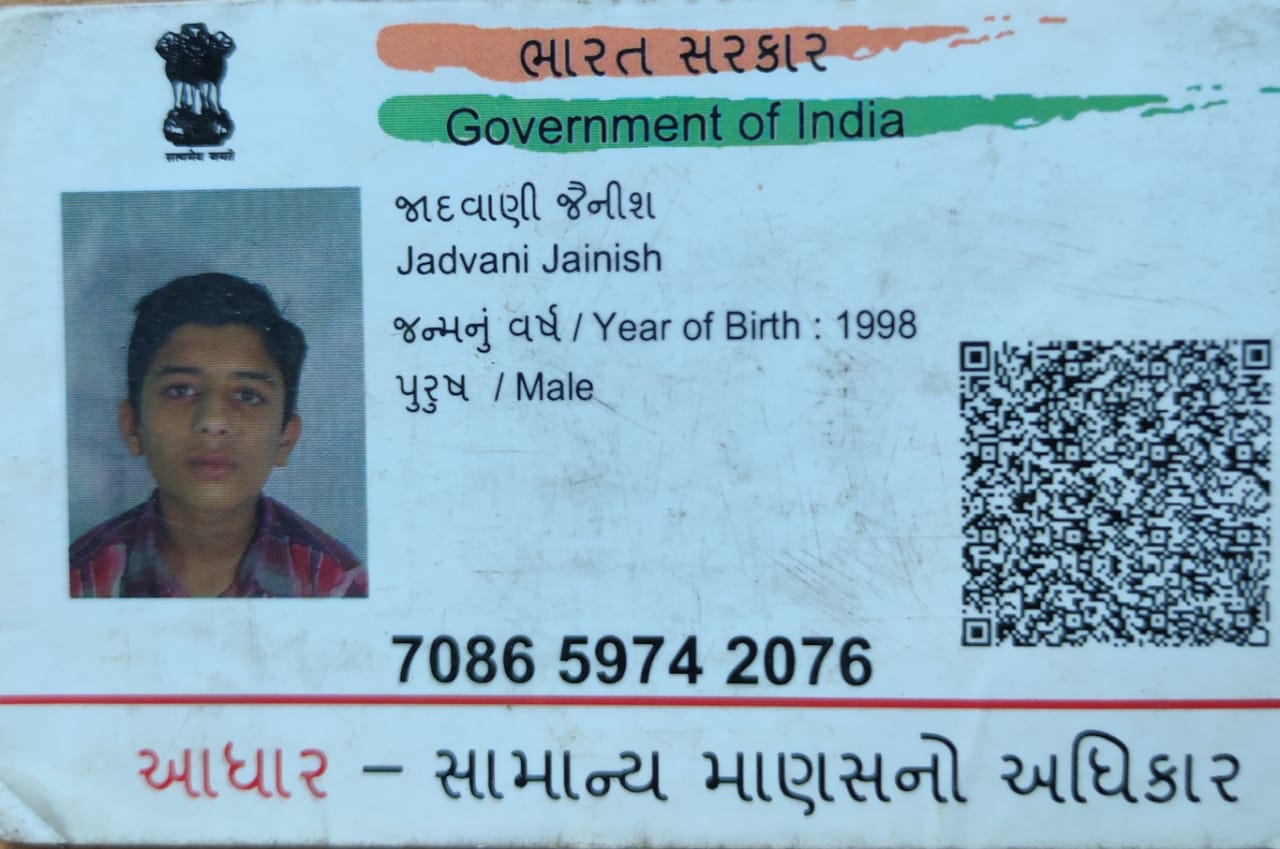 ભારત સરકાર
Government of India
सत्यमेव जयते
જાદવાણી જૈનીશ
Jadvani Jainish
જન્મનું વર્ષ / Year of Birth : 1998
પુરુષ / Male
7086 5974 2076
આધાર – સામાન્ય માણસનો અધિકાર